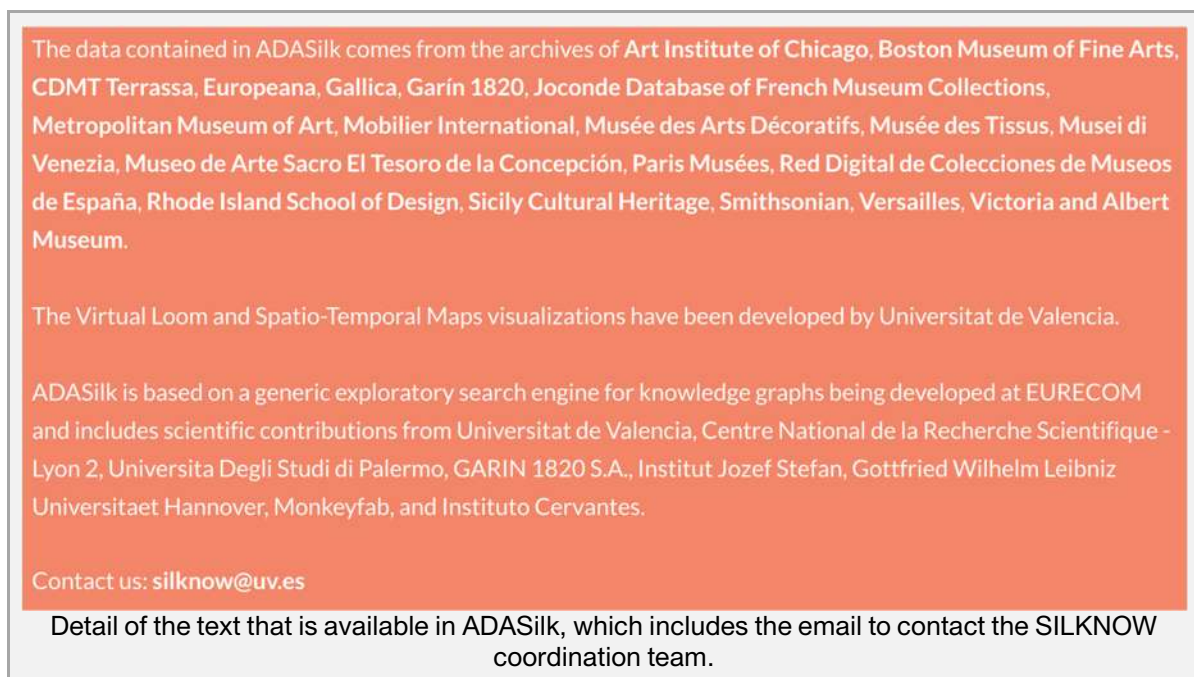 The data contained in ADASilk comes from the archives of Art Institute of Chicago, Boston Museum of Fine Arts,
CDMT Terrassa, Europeana, Gallica, Garín 1820, Joconde Database of French Museum Collections,
Metropolitan Museum of Art, Mobilier International, Musée des Arts Décoratifs, Musée des Tissus, Musei di
Venezia, Museo de Arte Sacro El Tesoro de la Concepción, Paris Musées, Red Digital de Colecciones de Museos
de España, Rhode Island School of Design, Sicily Cultural Heritage, Smithsonian, Versailles, Victoria and Albert
Museum.
The Virtual Loom and Spatio-Temporal Maps visualizations have been developed by Universitat de Valencia.
ADASilk is based on a generic exploratory search engine for knowledge graphs being developed at EURECOM
and includes scientific contributions from Universitat de Valencia, Centre National de la Recherche Scientifique -
Lyon 2, Universita Degli Studi di Palermo, GARIN 1820 S.A., Institut Jozef Stefan, Gottfried Wilhelm Leibniz
Universitaet Hannover, Monkeyfab, and Instituto Cervantes.
Contact us: silknow@uv.es
Detail of the text that is available in ADASilk, which includes the email to contact the SILKNOW
coordination team.